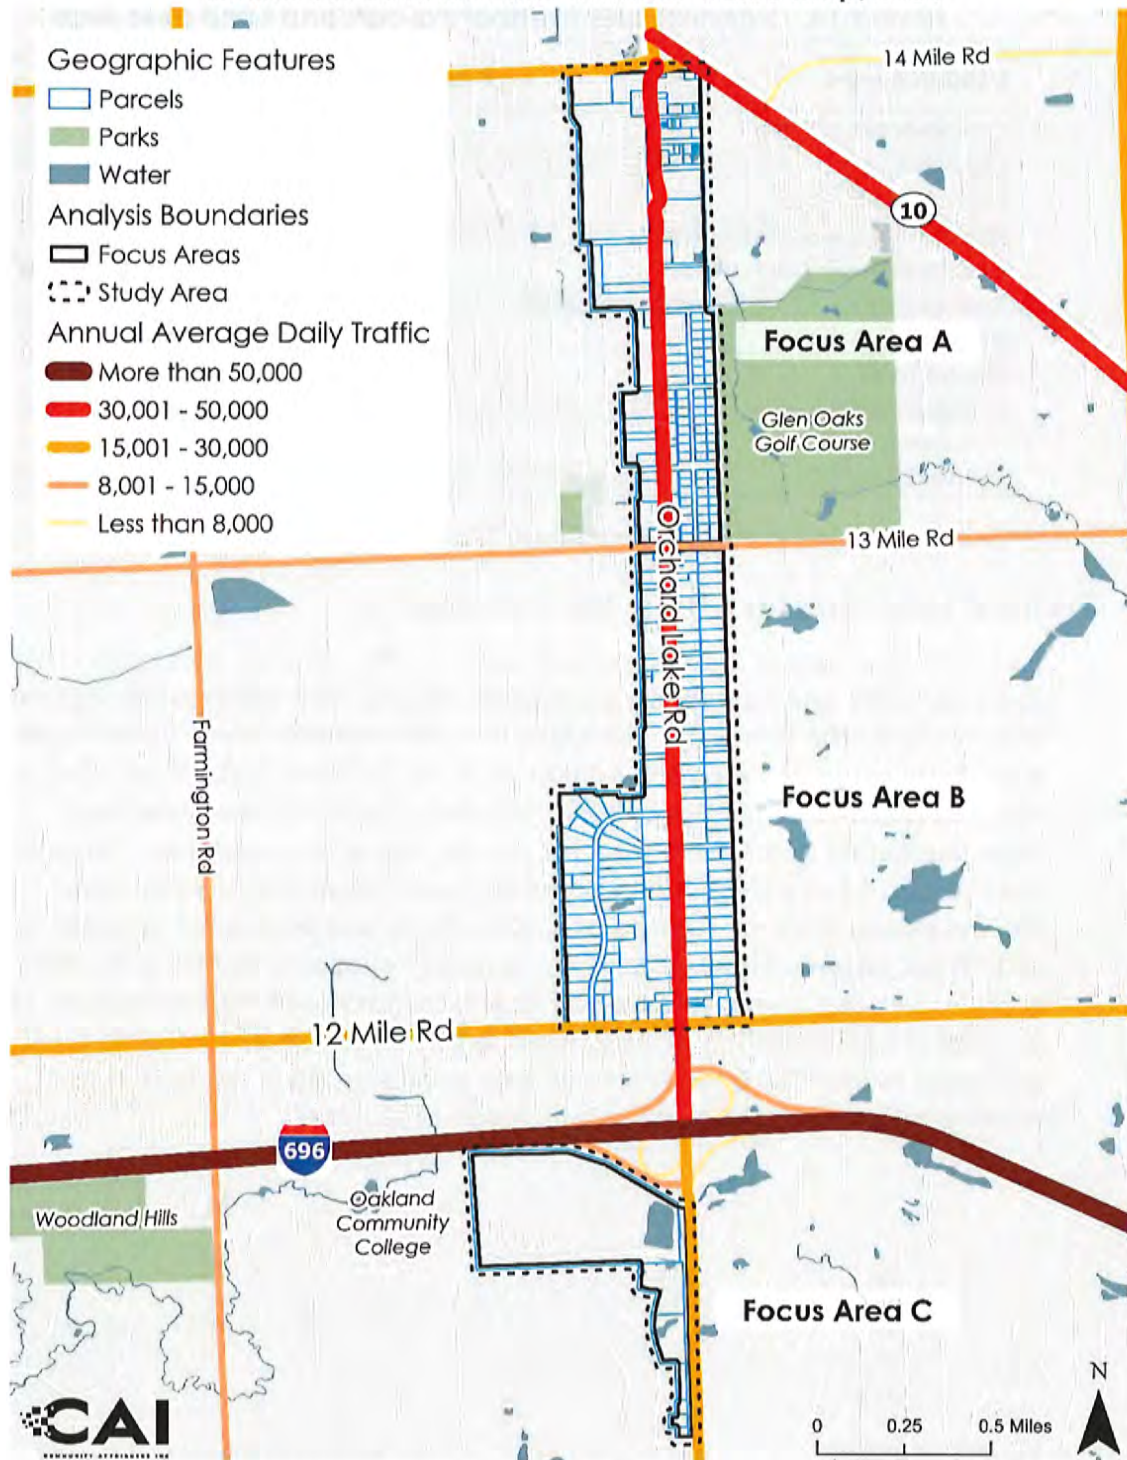 Geographic Features
Parcels
Parks
Water
Analysis Boundaries
Focus Areas
Study Area
Annual Average Daily Traffic
More than 50,000
30,001 - 50,000
15,001 - 30,000
8,001 - 15,000
Less than 8,000
14 Mile Rd
10
Focus Area A
Glen Oaks
Golf Course
13 Mile Rd
Orchard Lake Rd
Farmington Rd
Focus Area B
12 Mile Rd
696
Woodland Hills
Oakland
Community
College
Focus Area C
CAI
COMMUNITY ATTRIBUTES INC
N
0 0.25 0.5 Miles